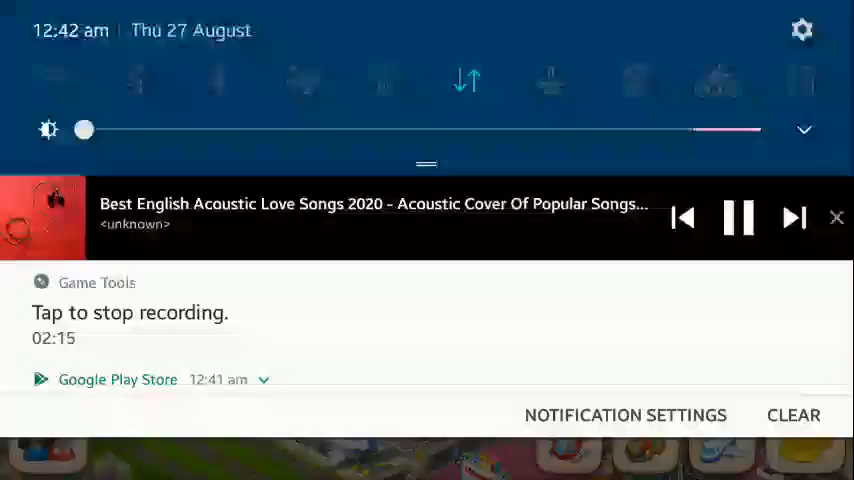 12:42 am | Thu 27 August
Best English Acoustic Love Songs 2020 - Acoustic Cover Of Popular Songs...
<unknown>
Game Tools
Tap to stop recording.
02:15
Google Play Store 12:41 am
NOTIFICATION SETTINGS CLEAR